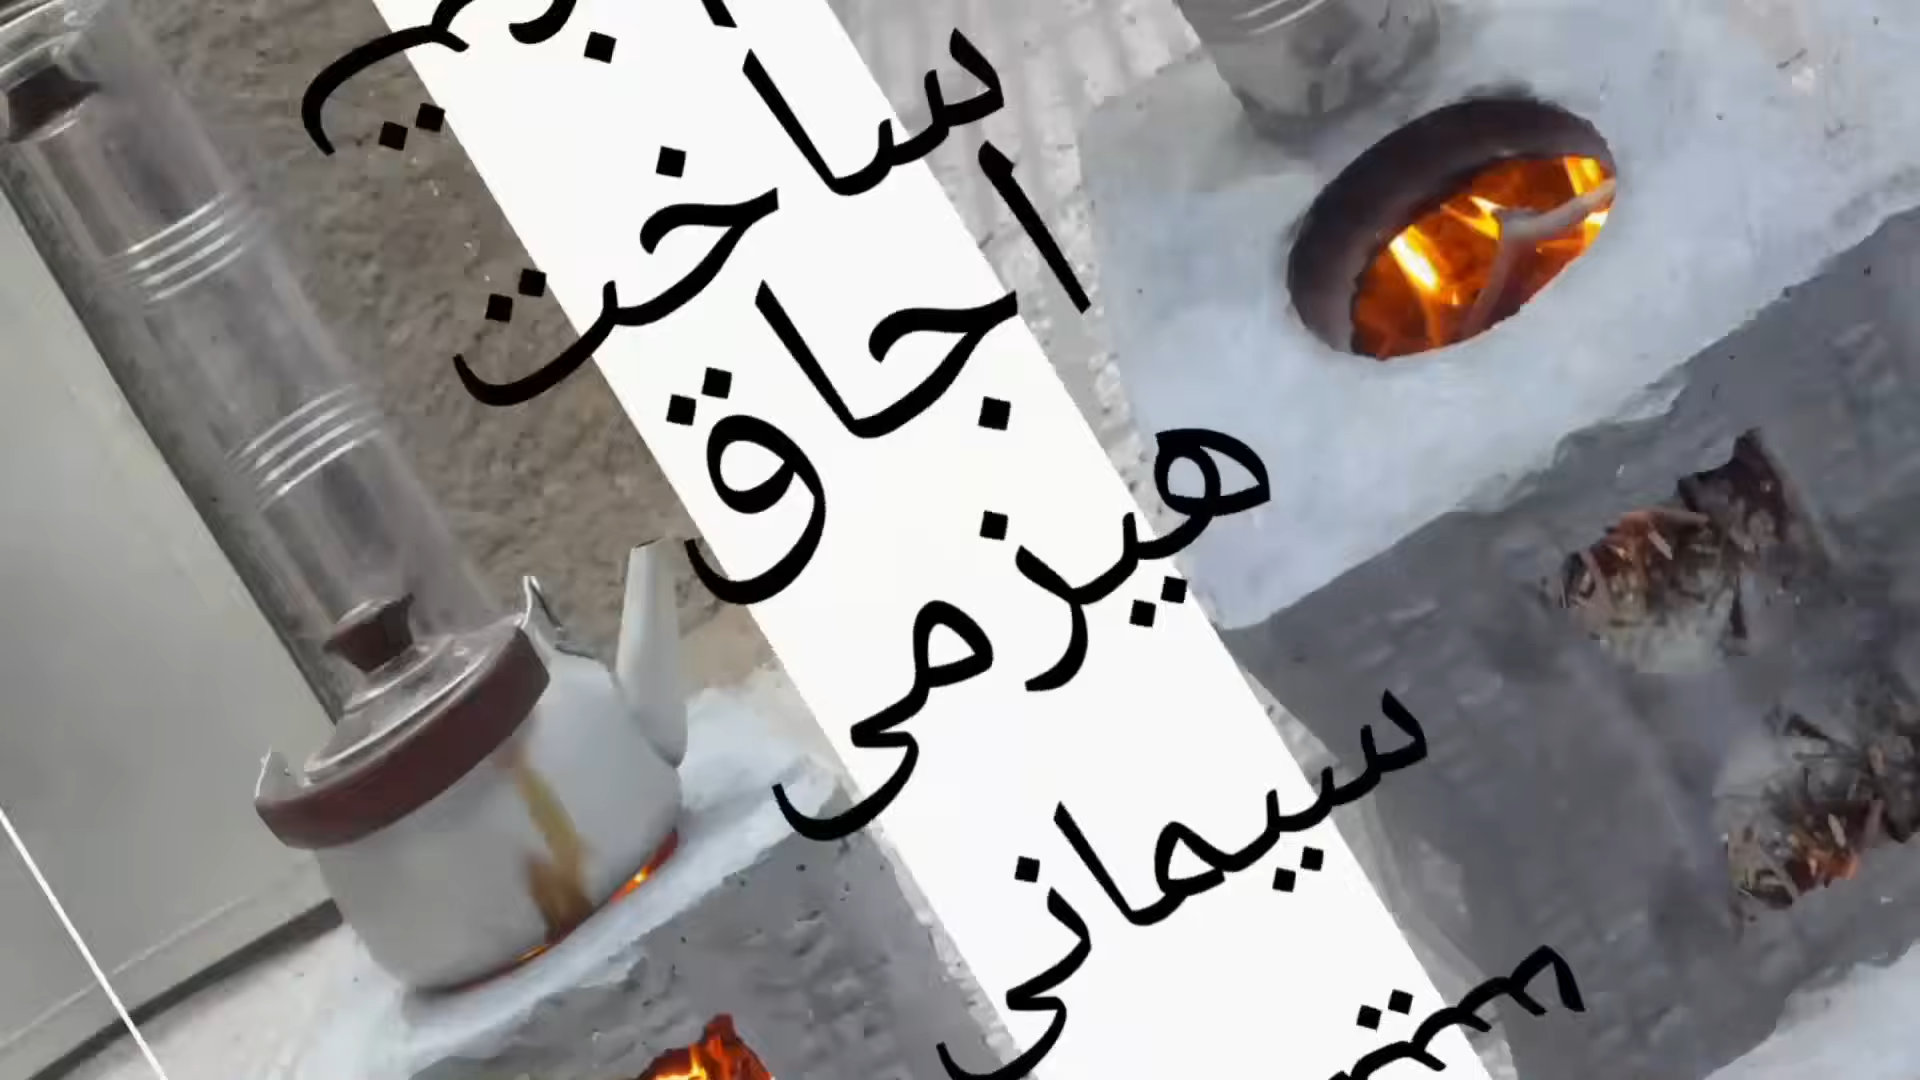 ساخت
اجاق
هیزمی
سیمانی